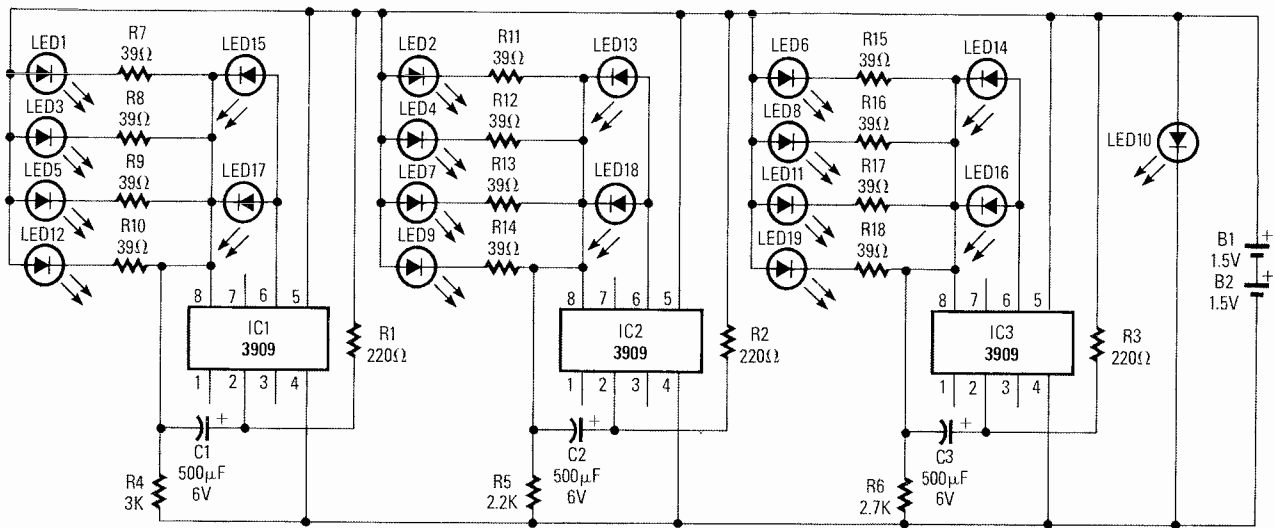 LED1
R7
39Ω
LED15
LED3
R8
39Ω
LED5
R9
39Ω
LED17
LED12
R10
39Ω
8 7 6 5
IC1
3909
1 2 3 4
R1
220Ω
+
C1
500µF
6V
R4
3K
LED2
R11
39Ω
LED13
LED4
R12
39Ω
LED7
R13
39Ω
LED18
LED9
R14
39Ω
8 7 6 5
IC2
3909
1 2 3 4
R2
220Ω
+
C2
500µF
6V
R5
2.2K
LED6
R15
39Ω
LED14
LED8
R16
39Ω
LED11
R17
39Ω
LED16
LED19
R18
39Ω
8 7 6 5
IC3
3909
1 2 3 4
R3
220Ω
+
C3
500µF
6V
R6
2.7K
LED10
B1
1.5V
+
B2
1.5V
+